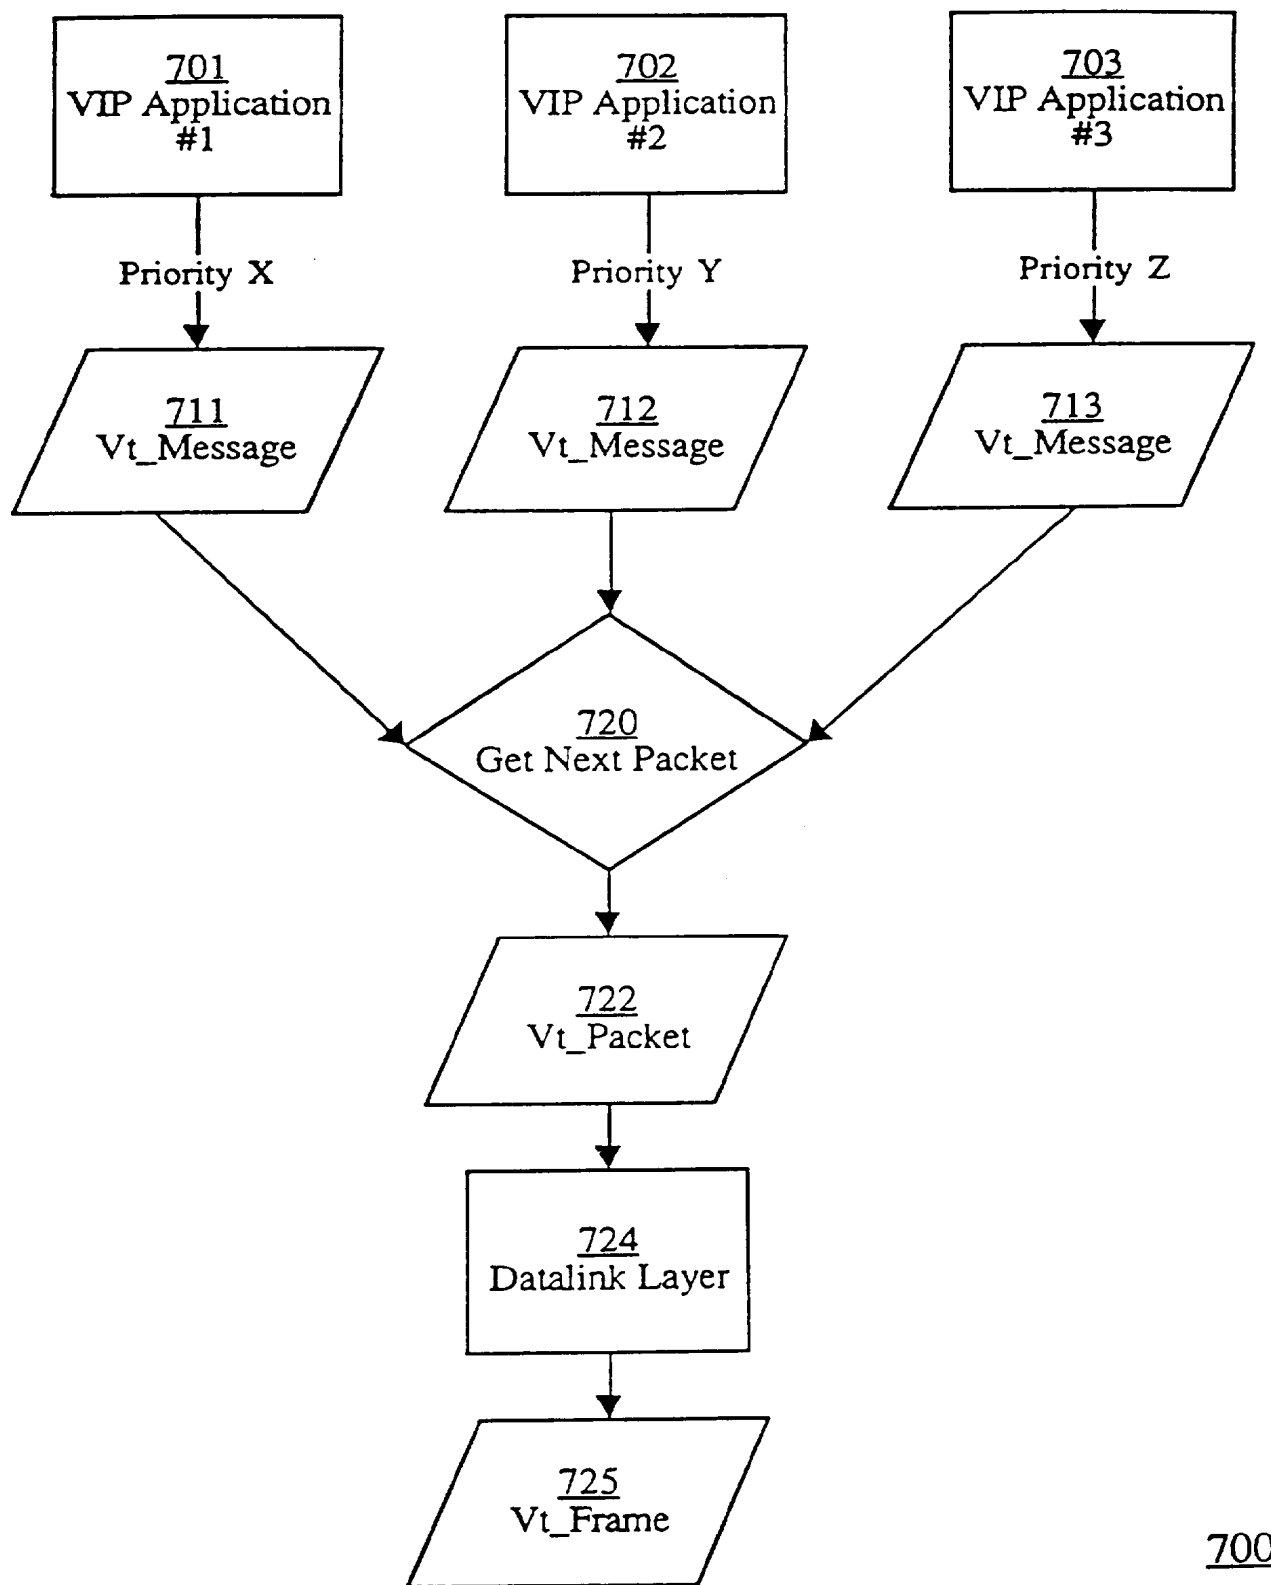 701
VIP Application
#1
702
VIP Application
#2
703
VIP Application
#3
Priority X
Priority Y
Priority Z
711
Vt_Message
712
Vt_Message
713
Vt_Message
720
Get Next Packet
722
Vt_Packet
724
Datalink Layer
725
Vt_Frame
700